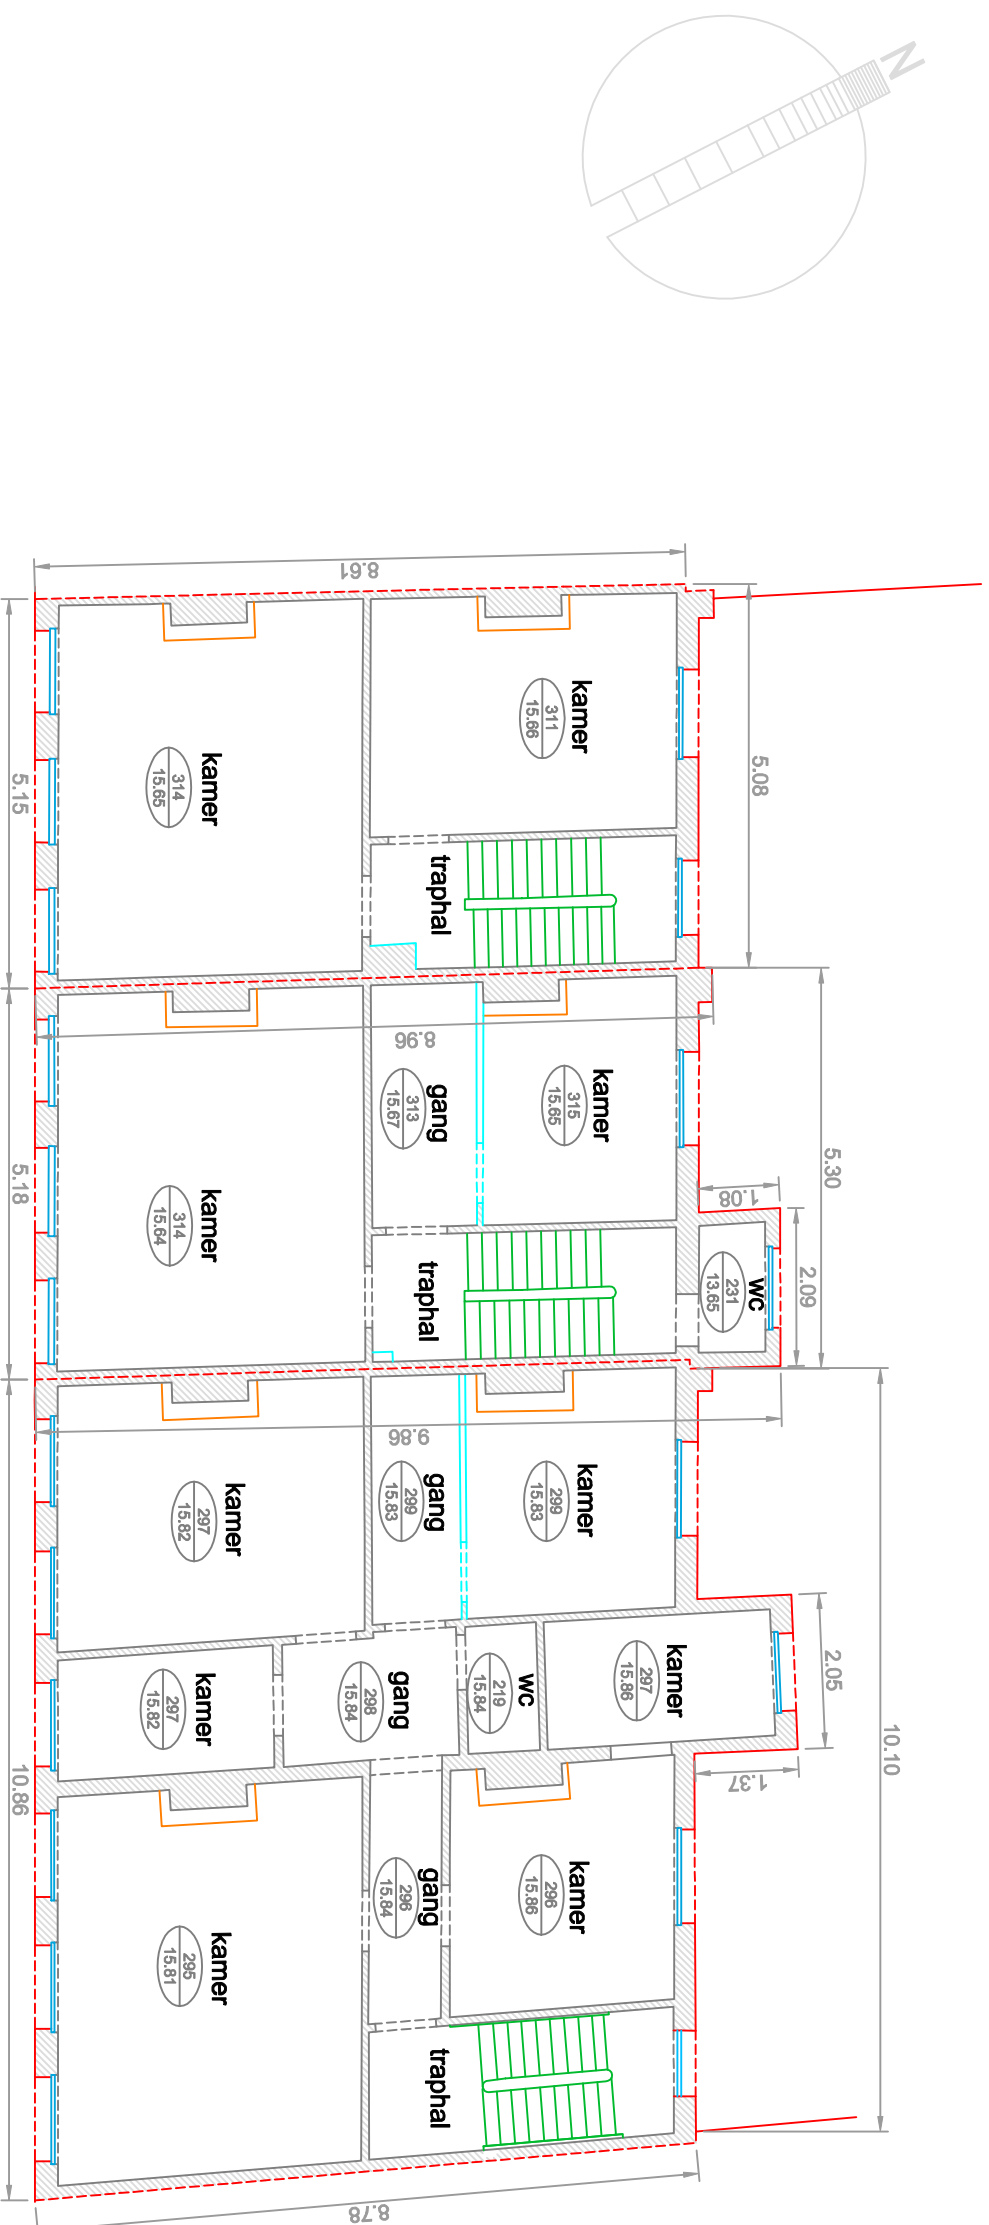 N
8.61
kamer
311
15.66
5.08
kamer
314
15.65
5.15
traphal
8.96
kamer
315
15.65
gang
313
15.67
5.30
1.08
kamer
314
15.64
5.18
traphal
wc
231
13.65
2.09
9.86
kamer
299
15.83
gang
299
15.83
kamer
297
15.82
kamer
297
15.86
2.05
wc
219
15.84
gang
298
15.84
kamer
297
15.82
10.10
1.37
10.86
kamer
296
15.86
gang
296
15.84
kamer
295
15.81
traphal
8.78